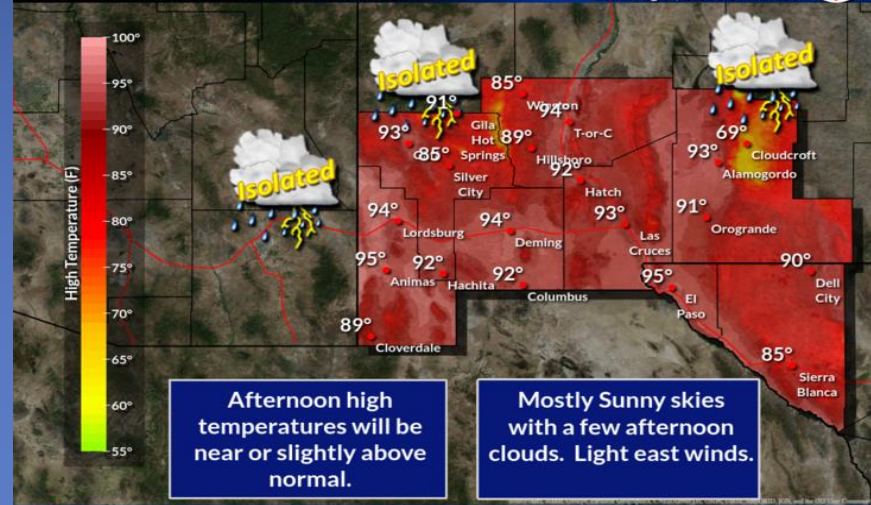 100°
95°
90°
85°
80°
75°
70°
65°
60°
55°
High Temperature (F)
Isolated
Isolated
Isolated
85°
Winston
94°
T-or-C
91°
Gila
Hot
Springs
93°
85°
Silver
City
89°
Hillsboro
92°
Hatch
69°
Cloudcroft
93°
Alamogordo
94°
Lordsburg
94°
Deming
93°
Las
Cruces
91°
Orogrande
95°
Animas
92°
Hachita
92°
Columbus
95°
El
Paso
90°
Dell
City
89°
Cloverdale
85°
Sierra
Blanca
Afternoon high
temperatures will be
near or slightly above
normal.
Mostly Sunny skies
with a few afternoon
clouds. Light east winds.